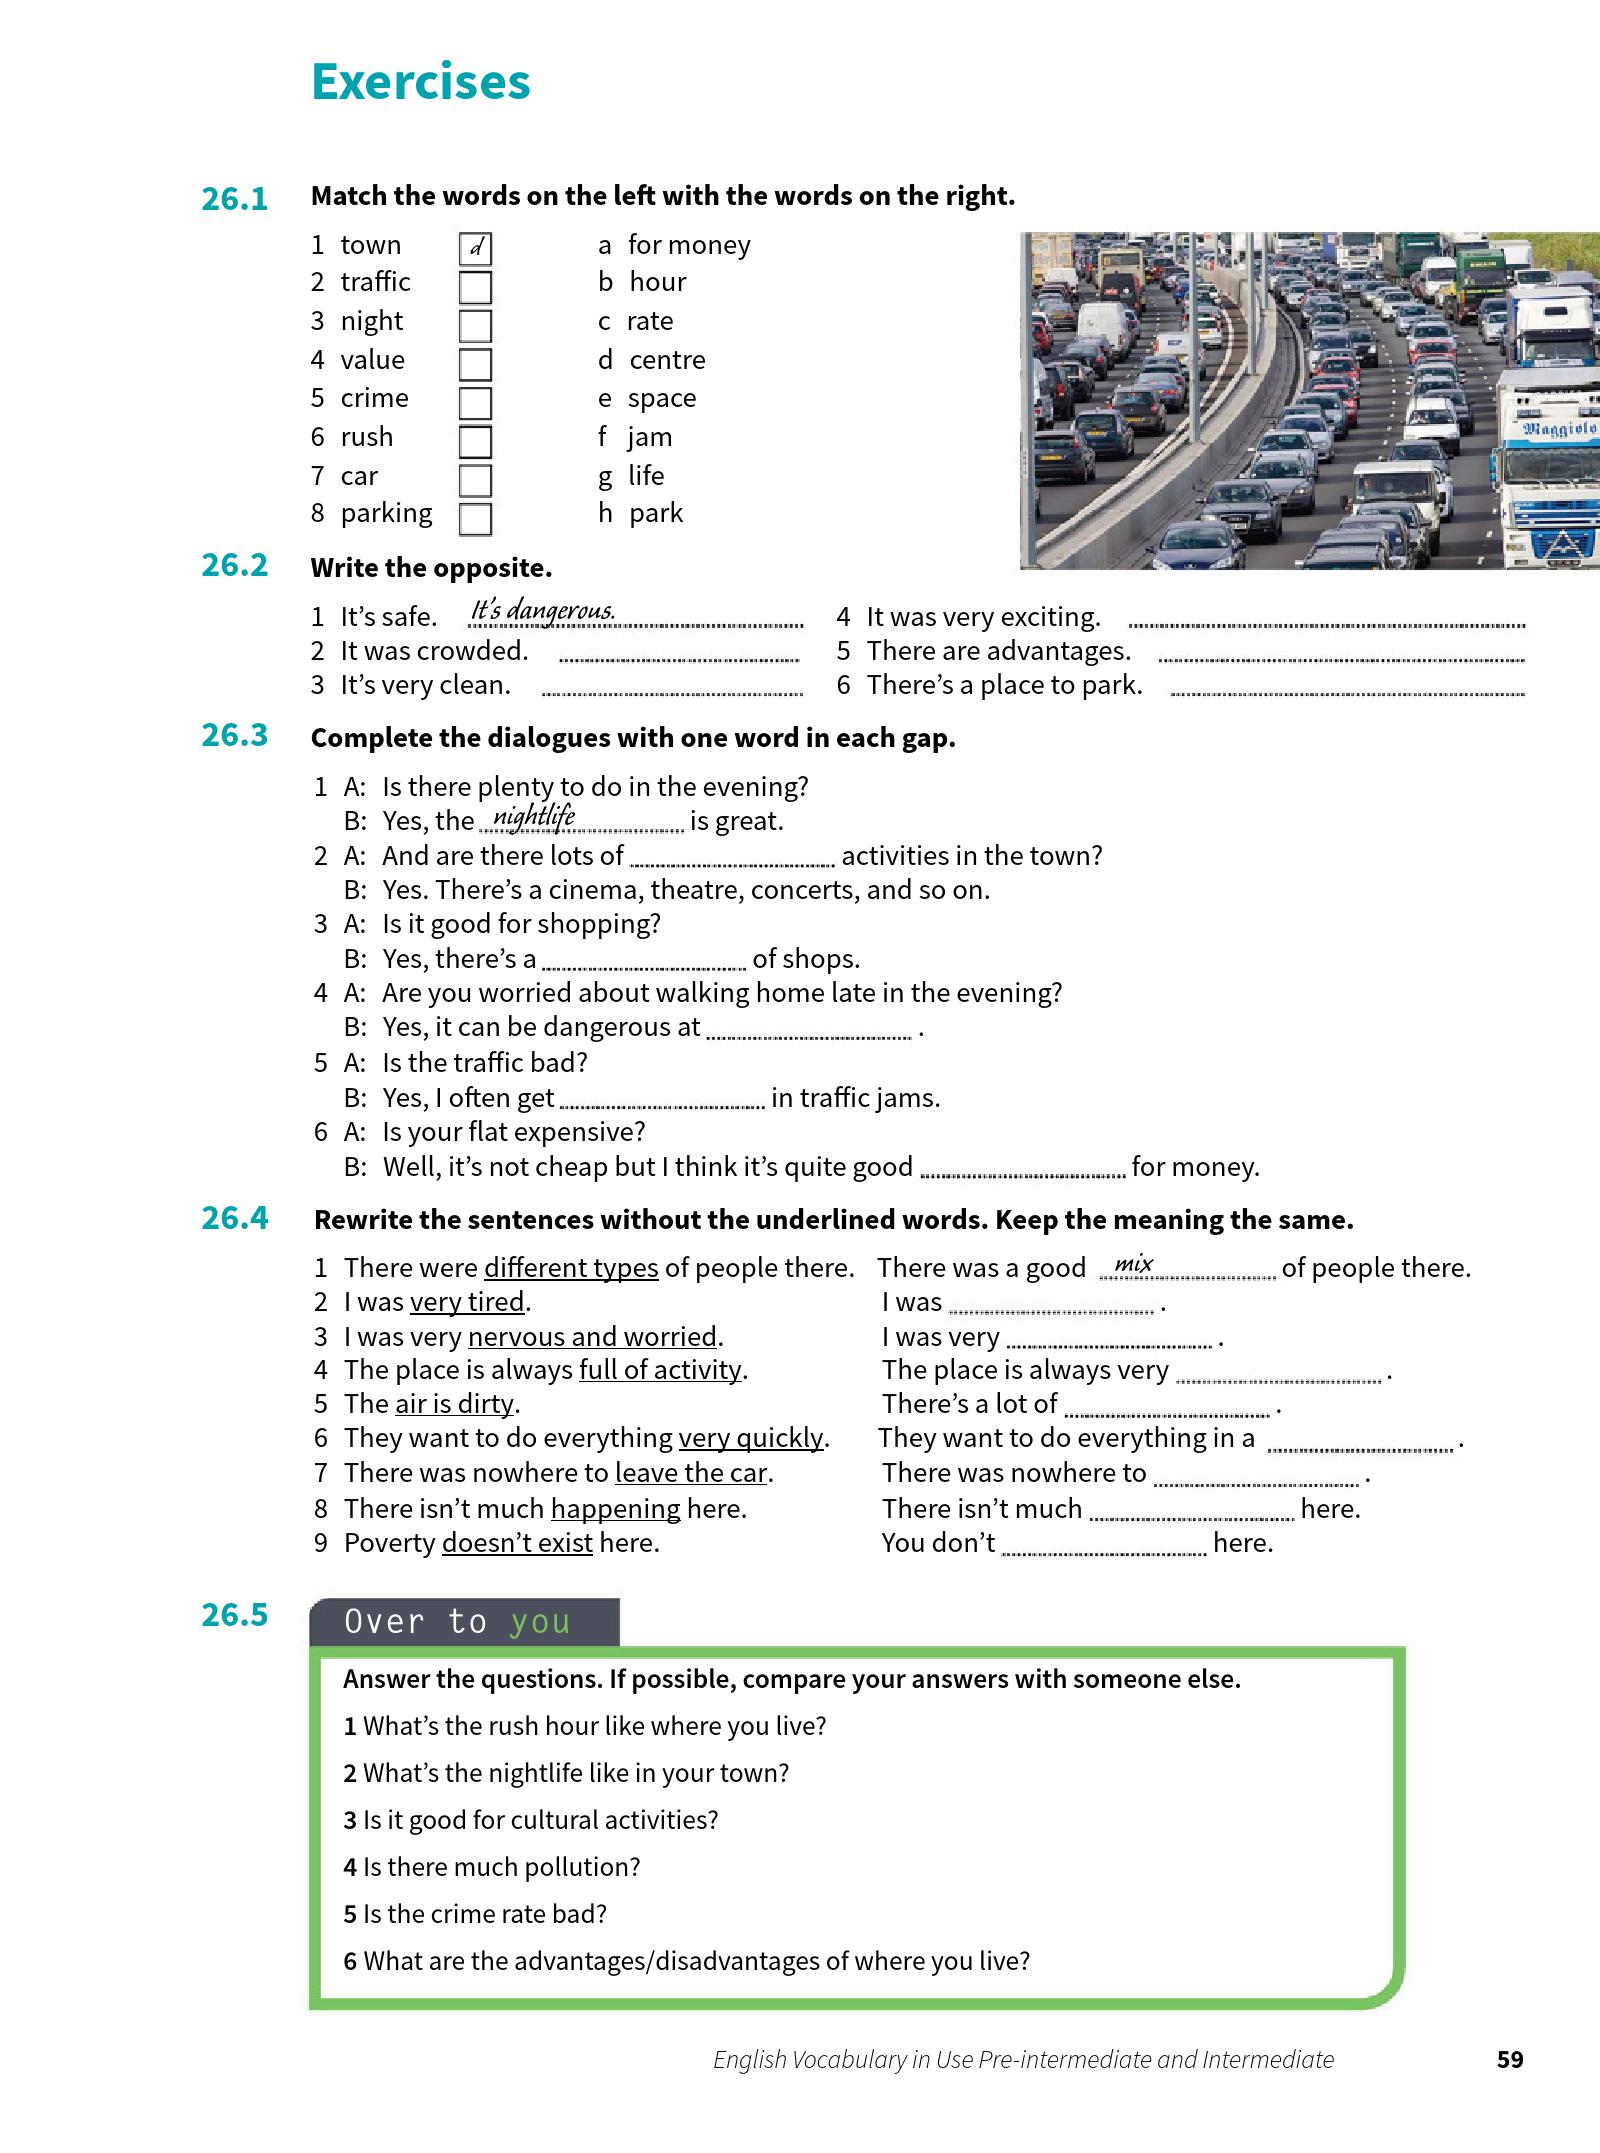 Exercises
26.1 Match the words on the left with the words on the right.
1 town d a for money
2 traffic b hour
3 night c rate
4 value d centre
5 crime e space
6 rush f jam
7 car g life
8 parking h park
Maggiolo
26.2 Write the opposite.
1 It's safe. It's dangerous. 4 It was very exciting.
2 It was crowded. 5 There are advantages.
3 It's very clean. 6 There's a place to park.
26.3 Complete the dialogues with one word in each gap.
1 A: Is there plenty to do in the evening?
B: Yes, the nightlife is great.
2 A: And are there lots of activities in the town?
B: Yes. There's a cinema, theatre, concerts, and so on.
3 A: Is it good for shopping?
B: Yes, there's a of shops.
4 A: Are you worried about walking home late in the evening?
B: Yes, it can be dangerous at .
5 A: Is the traffic bad?
B: Yes, I often get in traffic jams.
6 A: Is your flat expensive?
B: Well, it's not cheap but I think it's quite good for money.
26.4 Rewrite the sentences without the underlined words. Keep the meaning the same.
1 There were different types of people there. There was a good mix of people there.
2 I was very tired. I was .
3 I was very nervous and worried. I was very .
4 The place is always full of activity. The place is always very .
5 The air is dirty. There's a lot of .
6 They want to do everything very quickly. They want to do everything in a .
7 There was nowhere to leave the car. There was nowhere to .
8 There isn't much happening here. There isn't much here.
9 Poverty doesn't exist here. You don't here.
26.5 Over to you
Answer the questions. If possible, compare your answers with someone else.
1 What's the rush hour like where you live?
2 What's the nightlife like in your town?
3 Is it good for cultural activities?
4 Is there much pollution?
5 Is the crime rate bad?
6 What are the advantages/disadvantages of where you live?
English Vocabulary in Use Pre-intermediate and Intermediate 59